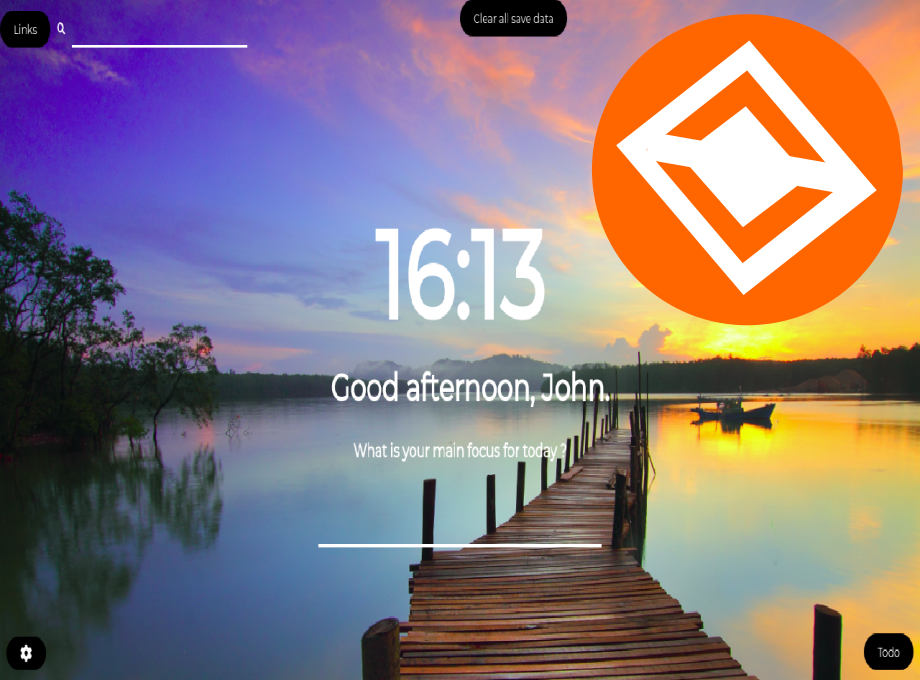 Links
Clear all save data
16:13
Good afternoon, John.
What is your main focus for today ?
Todo